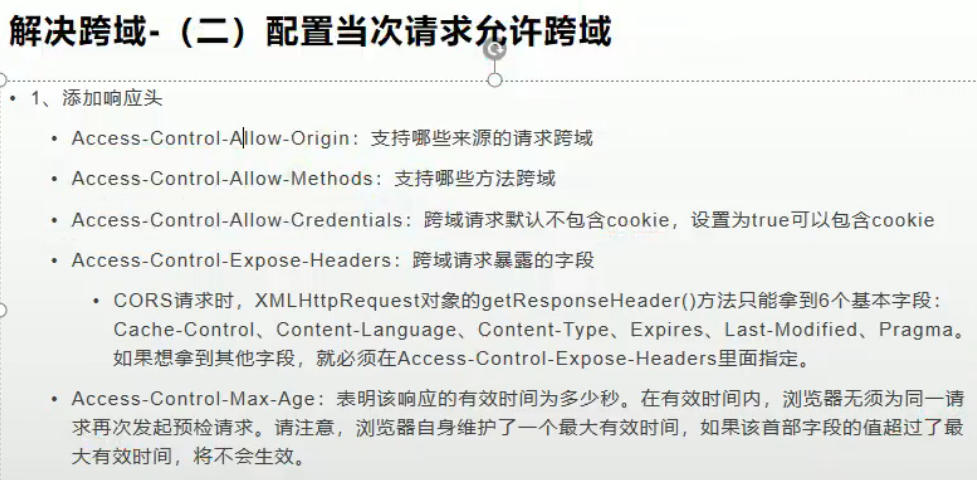 解决跨域-（二）配置当次请求允许跨域
• 1、添加响应头
• Access-Control-Allow-Origin：支持哪些来源的请求跨域
• Access-Control-Allow-Methods：支持哪些方法跨域
• Access-Control-Allow-Credentials：跨域请求默认不包含cookie，设置为true可以包含cookie
• Access-Control-Expose-Headers：跨域请求暴露的字段
• CORS请求时，XMLHttpRequest对象的getResponseHeader()方法只能拿到6个基本字段：
Cache-Control、Content-Language、Content-Type、Expires、Last-Modified、Pragma。
如果想拿到其他字段，就必须在Access-Control-Expose-Headers里面指定。
• Access-Control-Max-Age：表明该响应的有效时间为多少秒。在有效时间内，浏览器无须为同一请
求再次发起预检请求。请注意，浏览器自身维护了一个最大有效时间，如果该首部字段的值超过了最
大有效时间，将不会生效。